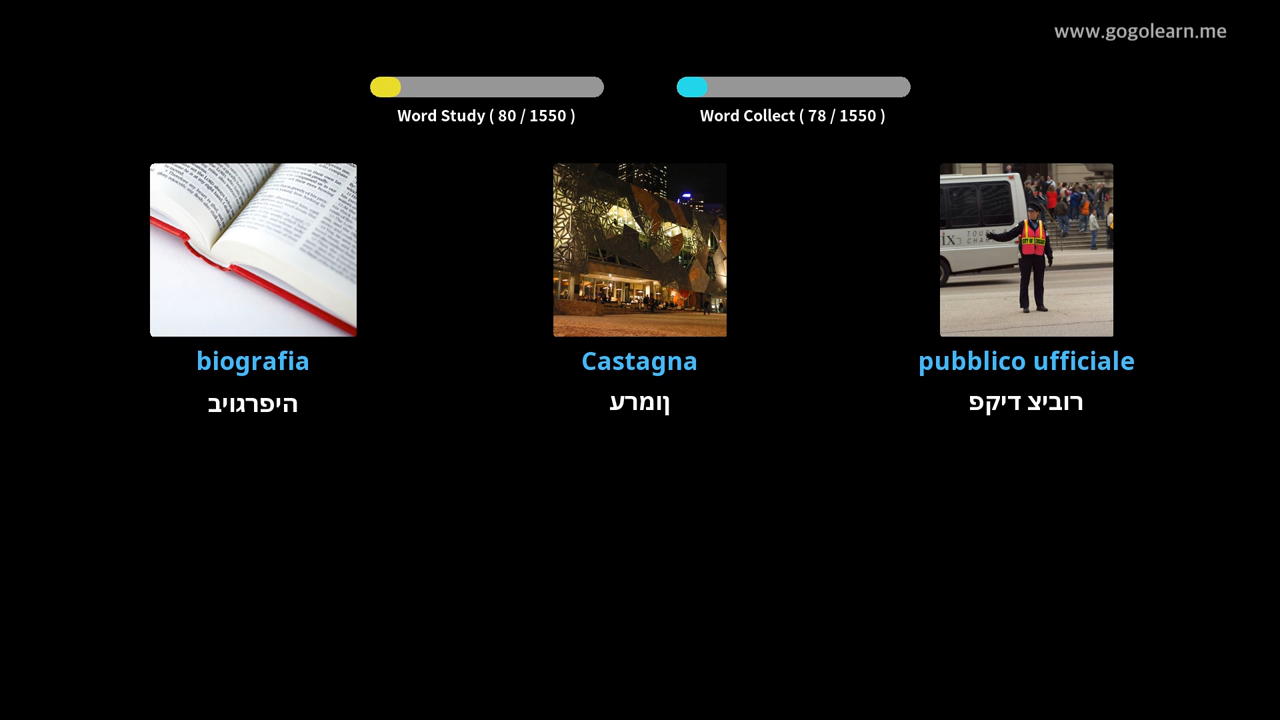 www.gogolearn.me
Word Study ( 80 / 1550 )
Word Collect ( 78 / 1550 )
biografia
Castagna
pubblico ufficiale
היפרגויב
ןומרע
רוביצ דיקפ